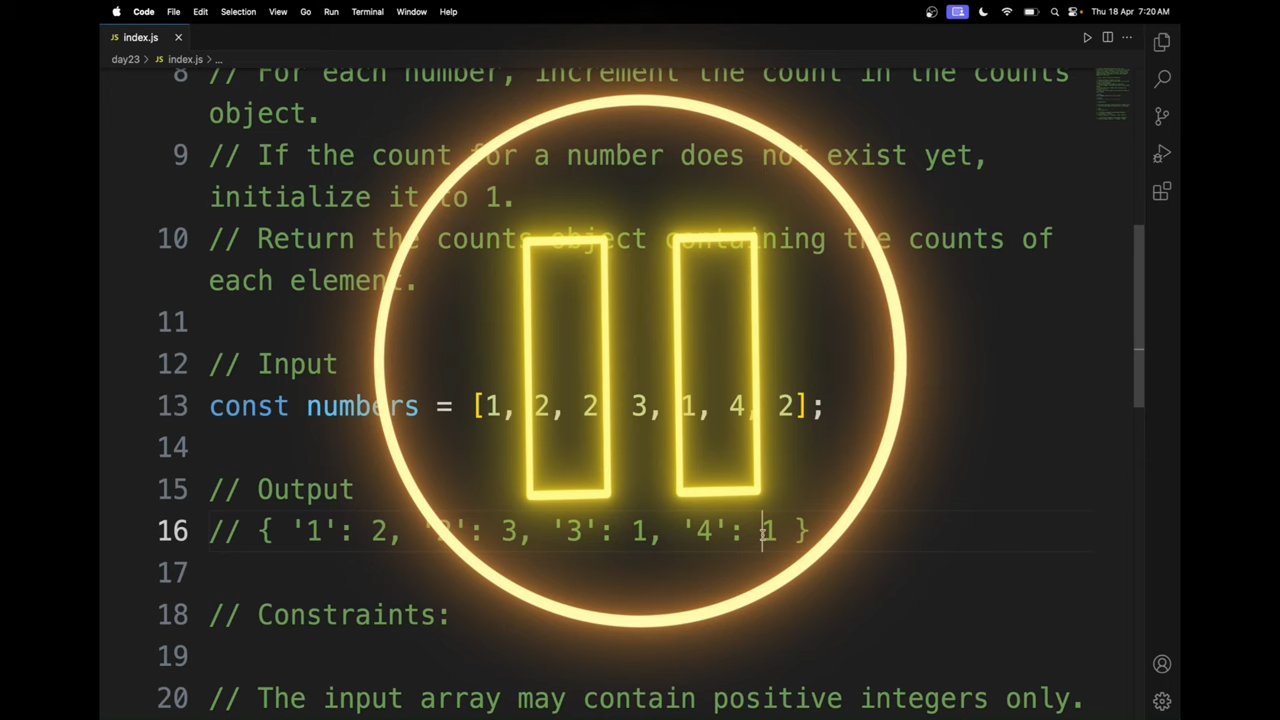 Code File Edit Selection View Go Run Terminal Window Help Thu 18 Apr 7:20 AM
JS index.js
day23 > JS index.js > ...
8 // For each number, increment the count in the counts
object.
9 // If the count for a number does not exist yet,
initialize it to 1.
10 // Return the counts object containing the counts of
each element.
11
12 // Input
13 const numbers = [1, 2, 2, 3, 1, 4, 2];
14
15 // Output
16 // { '1': 2, '2': 3, '3': 1, '4': 1 }
17
18 // Constraints:
19
20 // The input array may contain positive integers only.